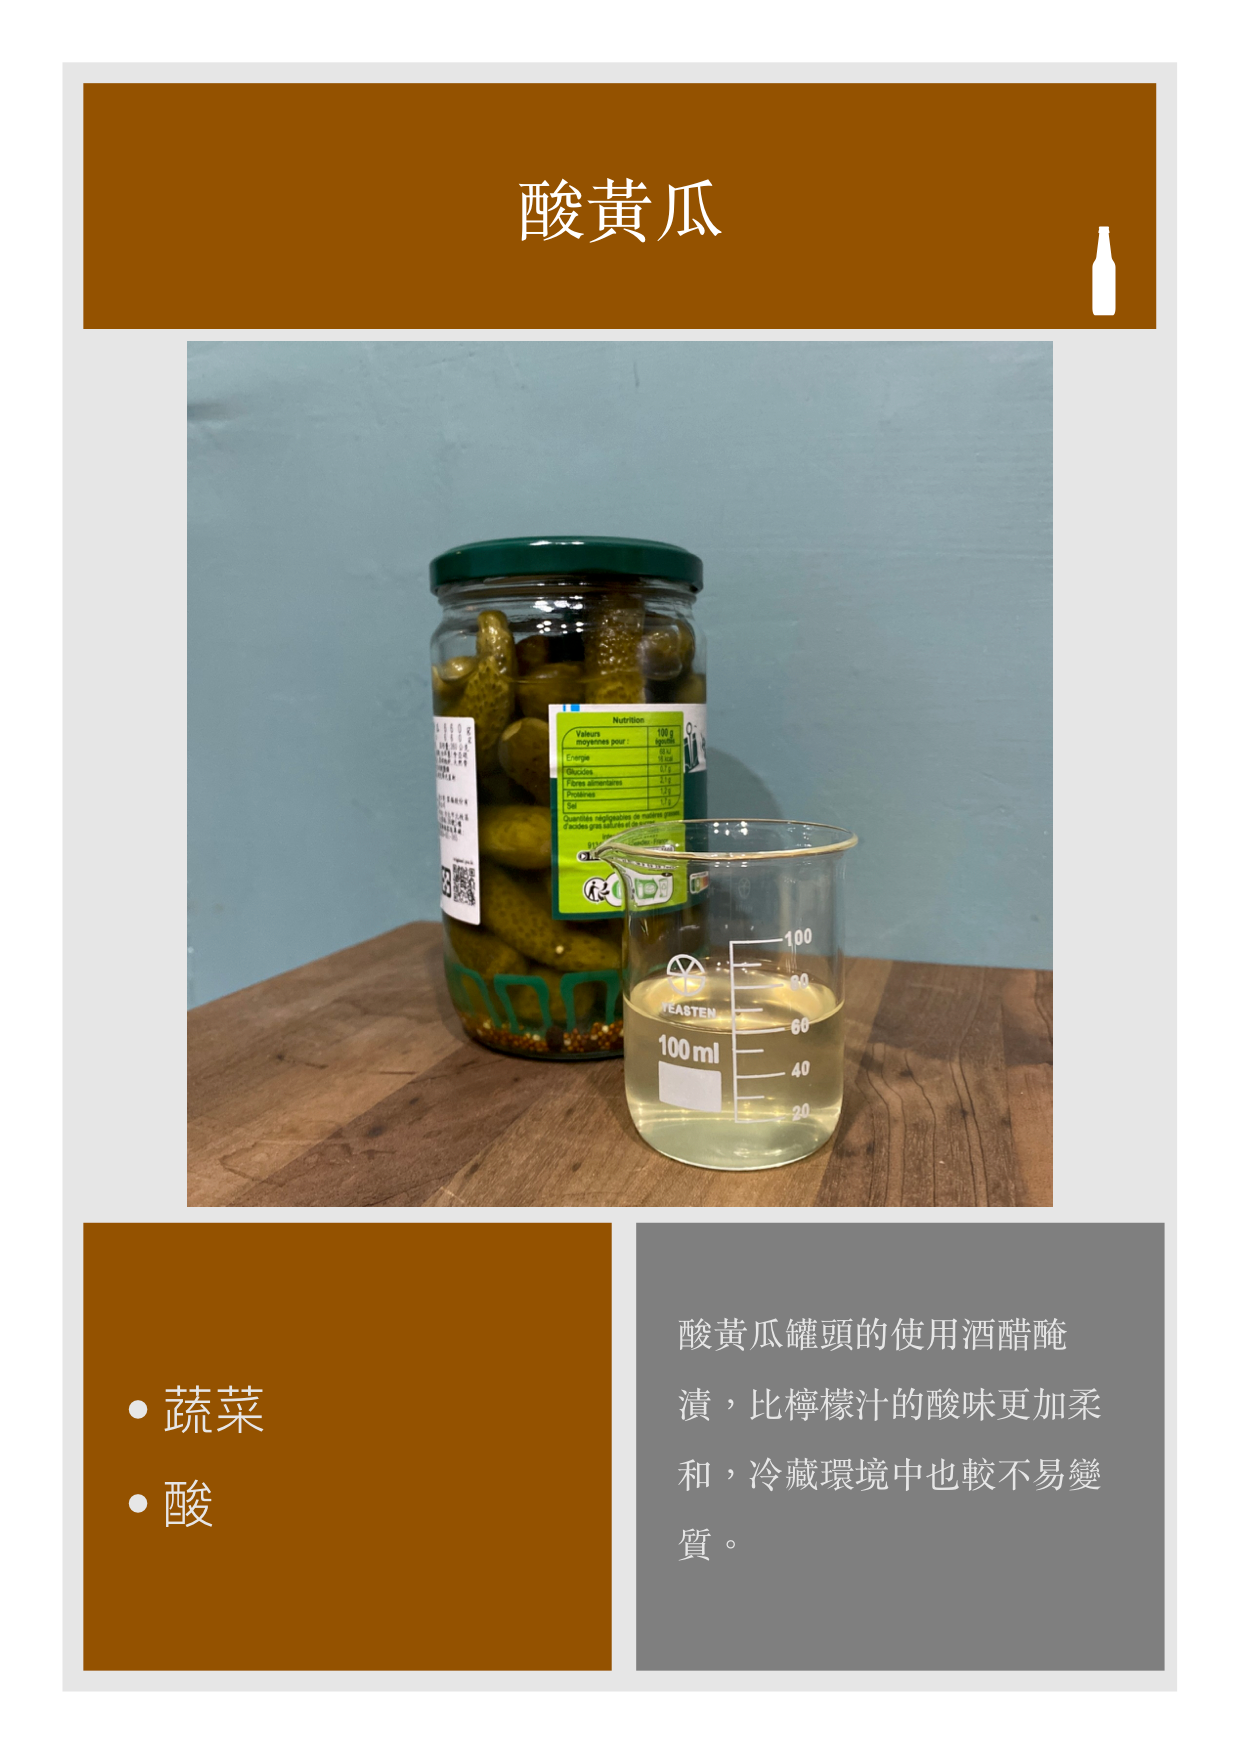 酸黃瓜
Nutrition
Valeurs
moyennes pour :
100 g
égouttés
Energie
Glucides
Fibres alimentaires
Protéines
Sel
Quantités négligeables de matières grasses,
d'acides gras saturés et de sucres
100
80
YEASTEN
60
100 ml
40
20
• 蔬菜
• 酸
酸黃瓜罐頭的使用酒醋醃
漬，比檸檬汁的酸味更加柔
和，冷藏環境中也較不易變
質。